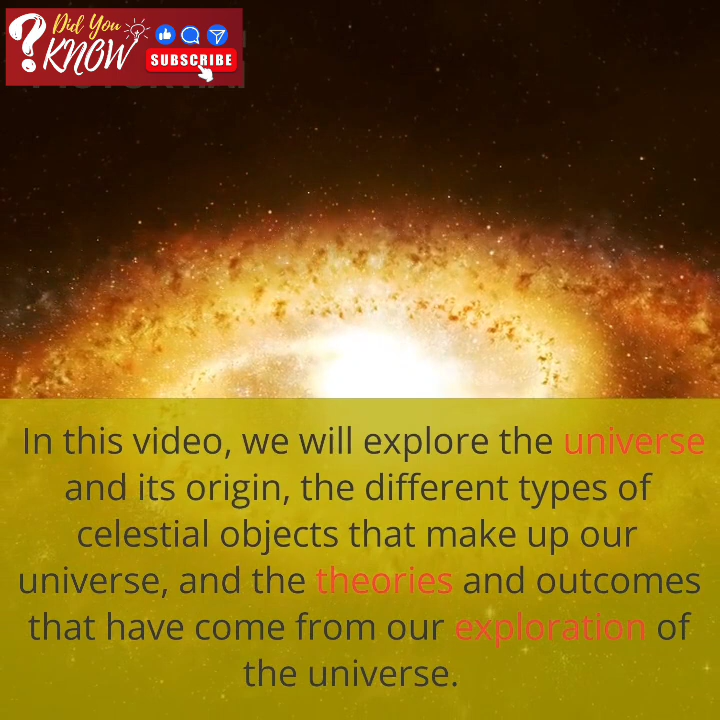 Did You
KNOW
SUBSCRIBE
In this video, we will explore the universe
and its origin, the different types of
celestial objects that make up our
universe, and the theories and outcomes
that have come from our exploration of
the universe.